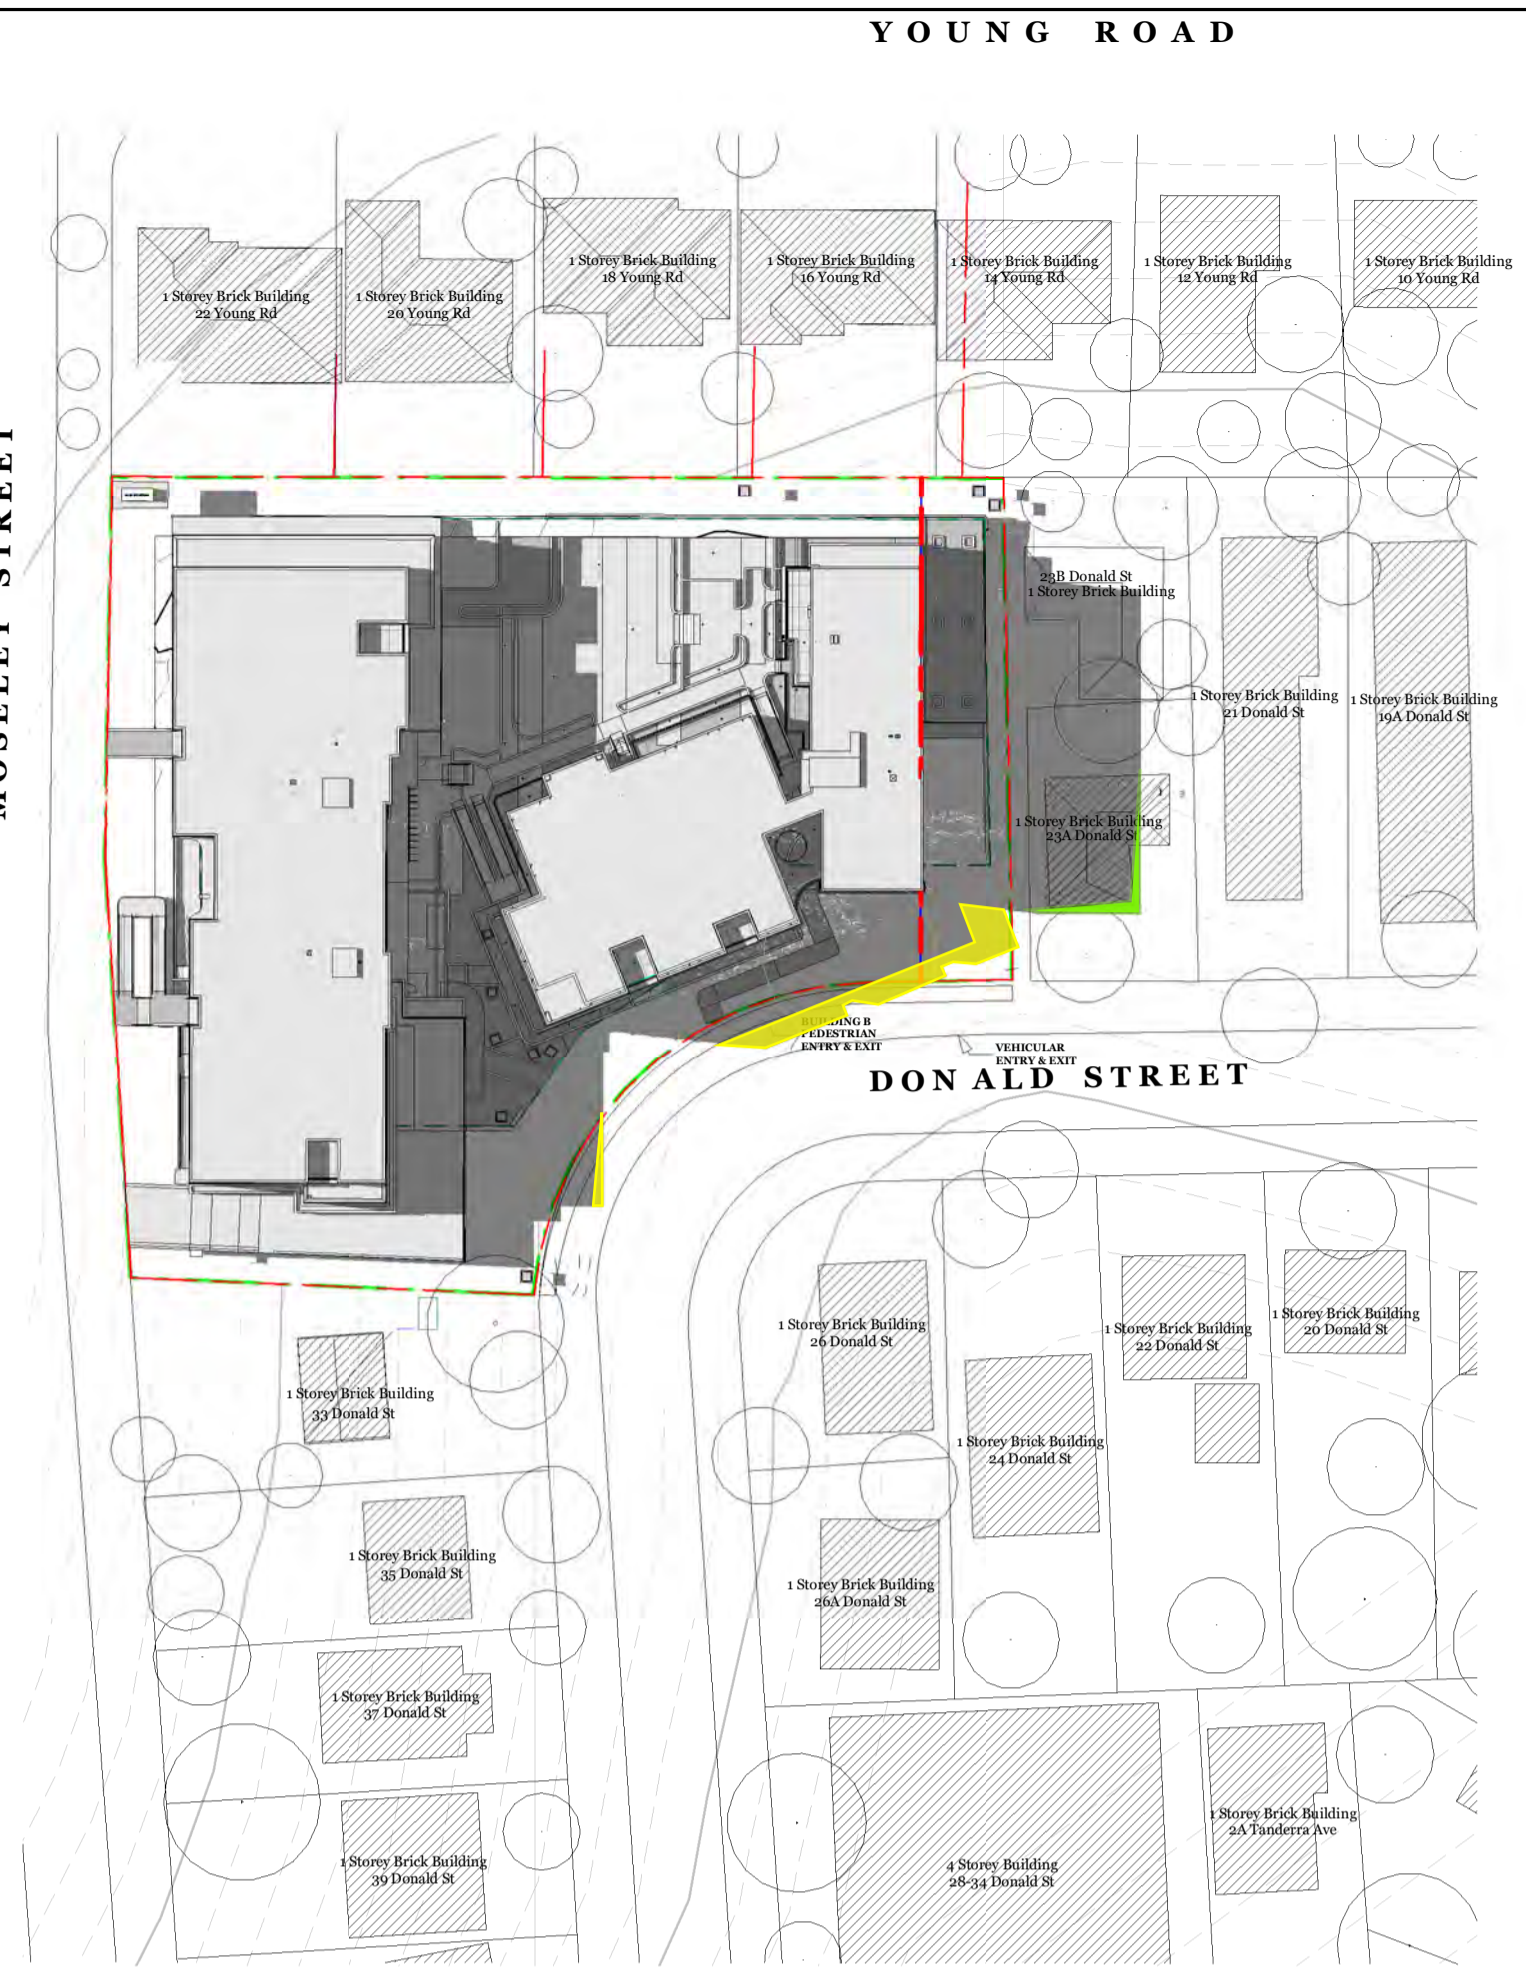 YOUNG ROAD
1 Storey Brick Building
22 Young Rd
1 Storey Brick Building
20 Young Rd
1 Storey Brick Building
18 Young Rd
1 Storey Brick Building
16 Young Rd
1 Storey Brick Building
14 Young Rd
1 Storey Brick Building
12 Young Rd
1 Storey Brick Building
10 Young Rd
MOSELEY STREET
23B Donald St
1 Storey Brick Building
1 Storey Brick Building
21 Donald St
1 Storey Brick Building
19A Donald St
1 Storey Brick Building
23A Donald St
BUILDING B
PEDESTRIAN
ENTRY & EXIT
VEHICULAR
ENTRY & EXIT
DONALD STREET
1 Storey Brick Building
26 Donald St
1 Storey Brick Building
22 Donald St
1 Storey Brick Building
20 Donald St
1 Storey Brick Building
33 Donald St
1 Storey Brick Building
24 Donald St
1 Storey Brick Building
35 Donald St
1 Storey Brick Building
26A Donald St
1 Storey Brick Building
37 Donald St
1 Storey Brick Building
2A Tanderra Ave
1 Storey Brick Building
39 Donald St
4 Storey Building
28-34 Donald St